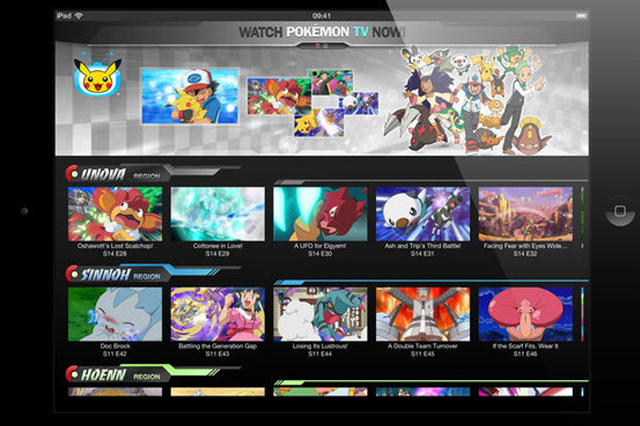 iPad
09:41
WATCH POKÉMON TV NOW!
UNOVA REGION
Oshawott's Lost Scalchop!
S14 E28
Cottonee in Love!
S14 E29
A UFO for Elgyem!
S14 E30
Ash and Trip's Third Battle!
S14 E31
Facing Fear with Eyes Wide...
S14 E32
SINNOH REGION
Doc Brock
S11 E42
Battling the Generation Gap
S11 E43
Losing Its Lustrous!
S11 E44
A Double Team Turnover
S11 E45
If the Scarf Fits, Wear It
S11 E46
HOENN REGION